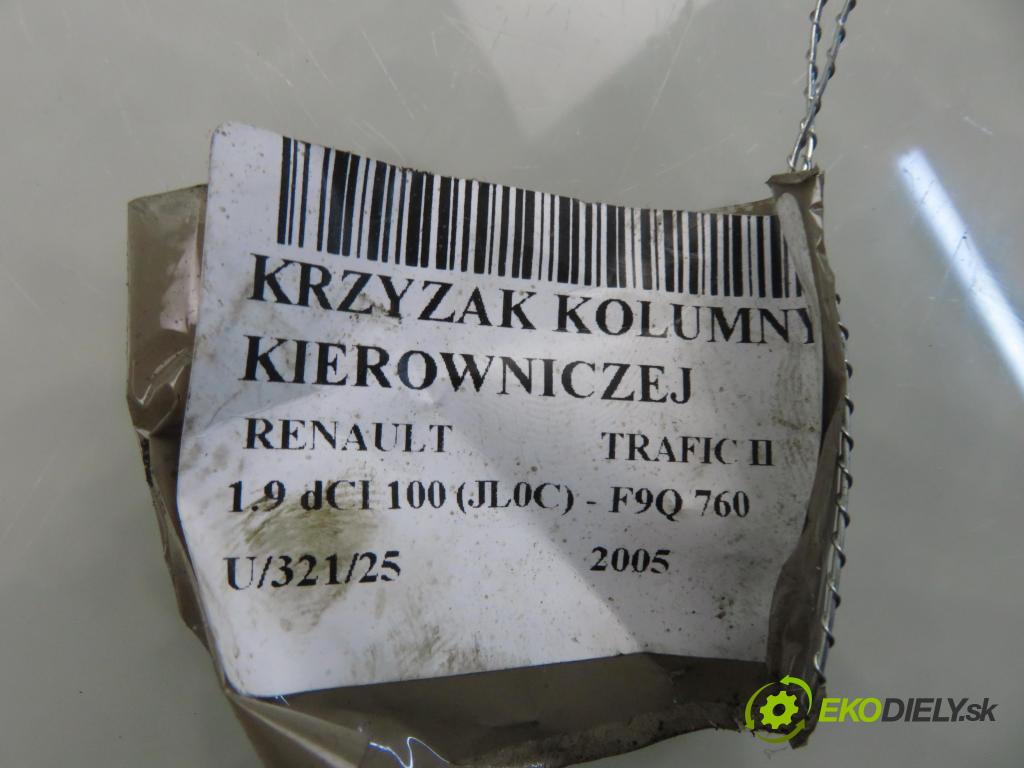 KRZYZAK KOLUMNY
KIEROWNICZEJ
RENAULT TRAFIC II
1.9 dCI 100 (JL0C) - F9Q 760
U/321/25 2005
EKODIELY.sk